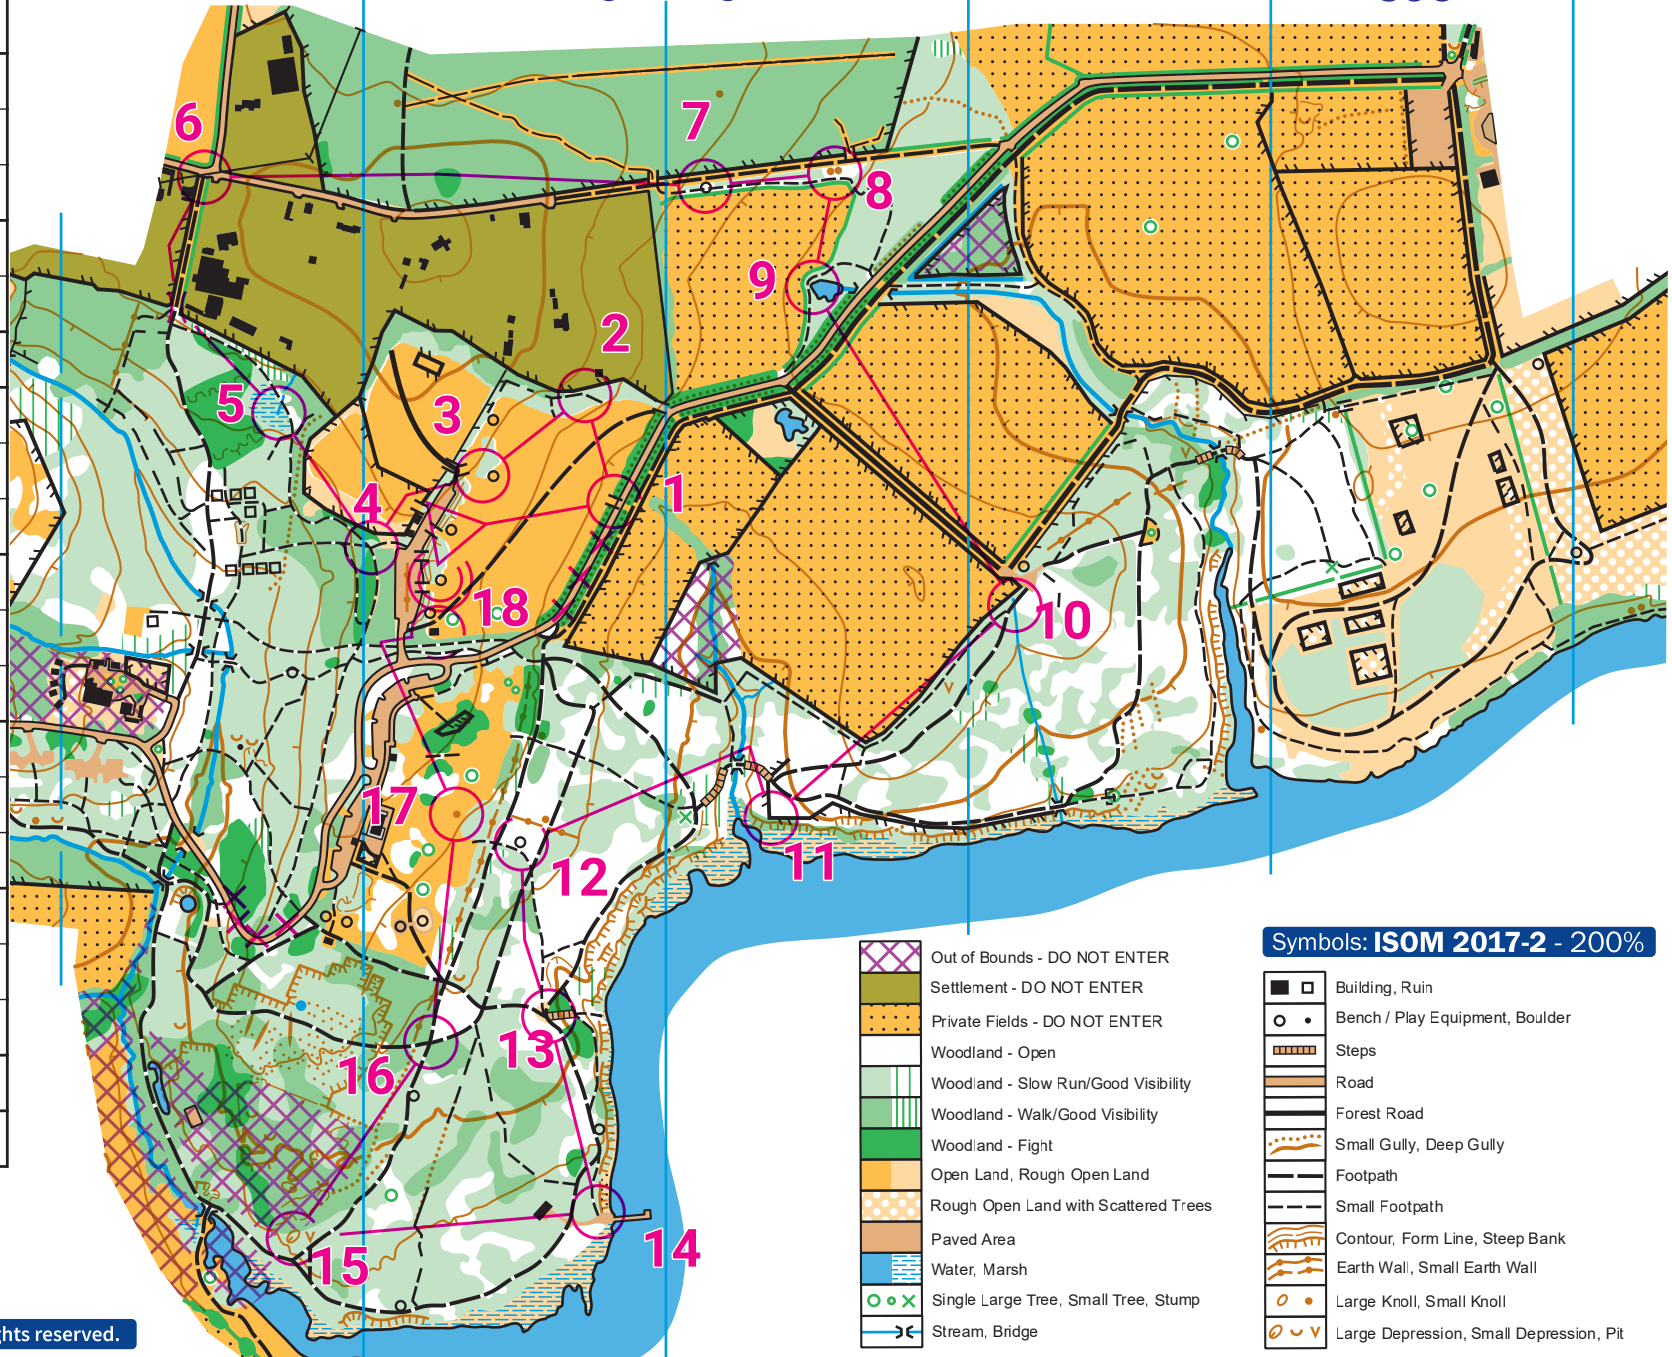 6
7
8
9
2
5
3
4
1
18
10
17
12
11
13
16
14
15
Out of Bounds - DO NOT ENTER
Settlement - DO NOT ENTER
Private Fields - DO NOT ENTER
Woodland - Open
Woodland - Slow Run/Good Visibility
Woodland - Walk/Good Visibility
Woodland - Fight
Open Land, Rough Open Land
Rough Open Land with Scattered Trees
Paved Area
Water, Marsh
Single Large Tree, Small Tree, Stump
Stream, Bridge
Symbols: ISOM 2017-2 - 200%
Building, Ruin
Bench / Play Equipment, Boulder
Steps
Road
Forest Road
Small Gully, Deep Gully
Footpath
Small Footpath
Contour, Form Line, Steep Bank
Earth Wall, Small Earth Wall
Large Knoll, Small Knoll
Large Depression, Small Depression, Pit
hts reserved.